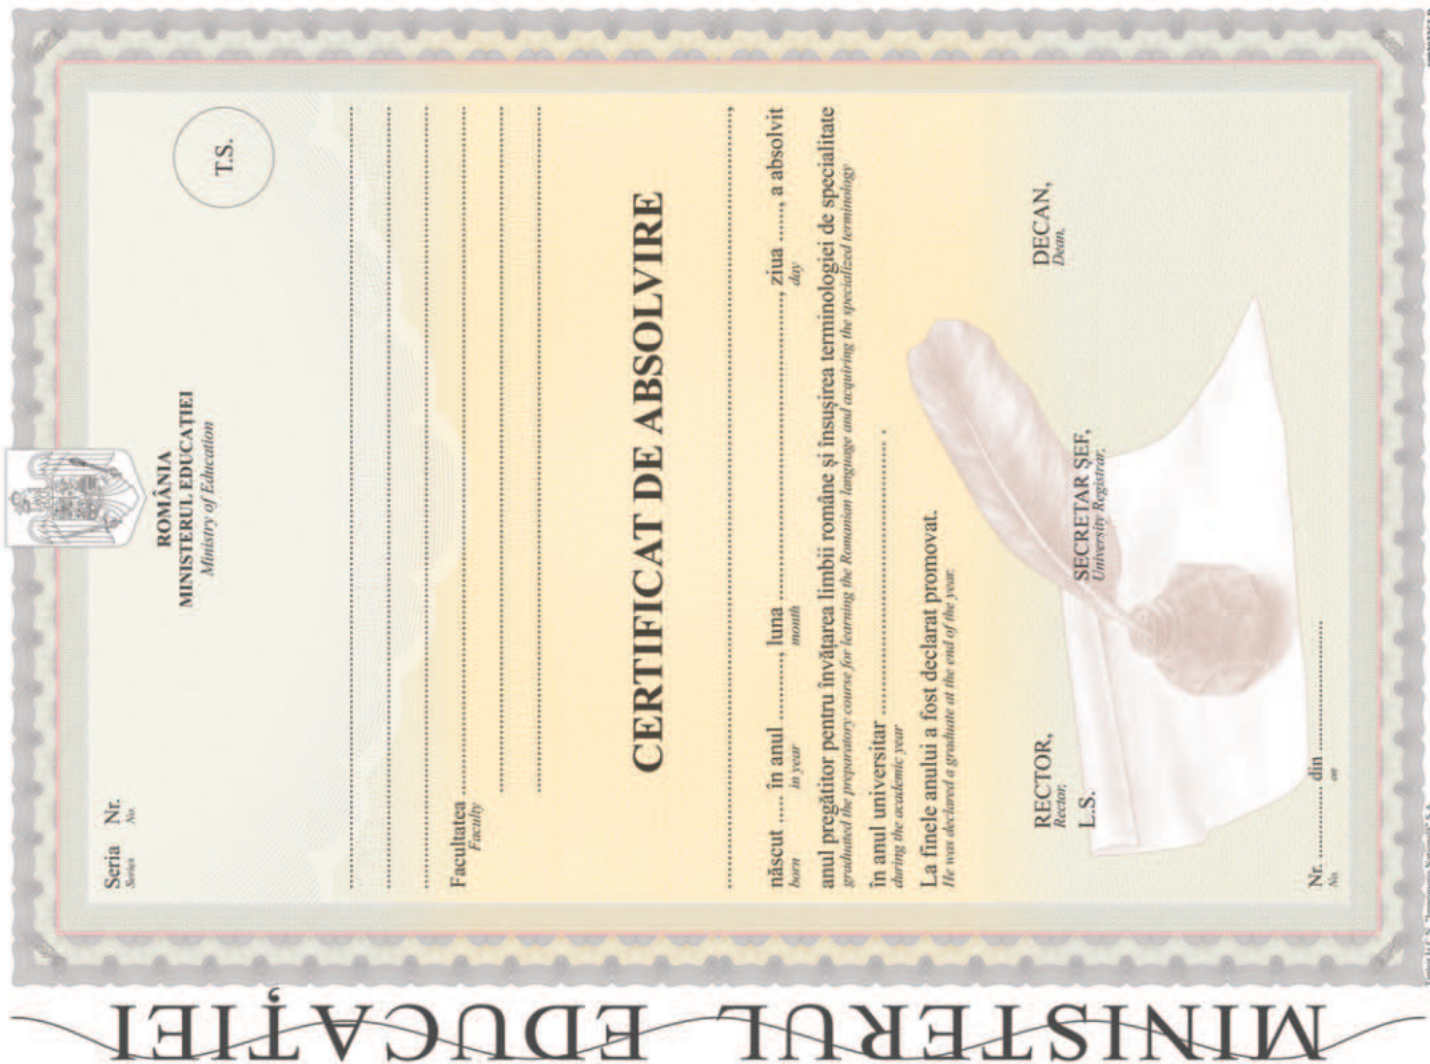 ROMÂNIA
MINISTERUL EDUCAȚIEI
Ministry of Education
Seria Nr.
Series No.
T.S.
..........................................................................................
..........................................................................................
..........................................................................................
Facultatea ..........................................................................
Faculty
..........................................................................................
..........................................................................................
CERTIFICAT DE ABSOLVIRE
..........................................................................................,
născut ..... în anul ..........., luna ............................................., ziua ......, a absolvit
born in year month day
anul pregătitor pentru învățarea limbii române și însușirea terminologiei de specialitate
graduated the preparatory course for learning the Romanian language and acquiring the specialized terminology
în anul universitar ...................................... .
during the academic year
La finele anului a fost declarat promovat.
He was declared a graduate at the end of the year.
RECTOR,
Rector,
L.S.
SECRETAR ȘEF,
University Registrar,
DECAN,
Dean,
Nr. ............ din ...................
No. on
MINISTERUL EDUCAȚIEI